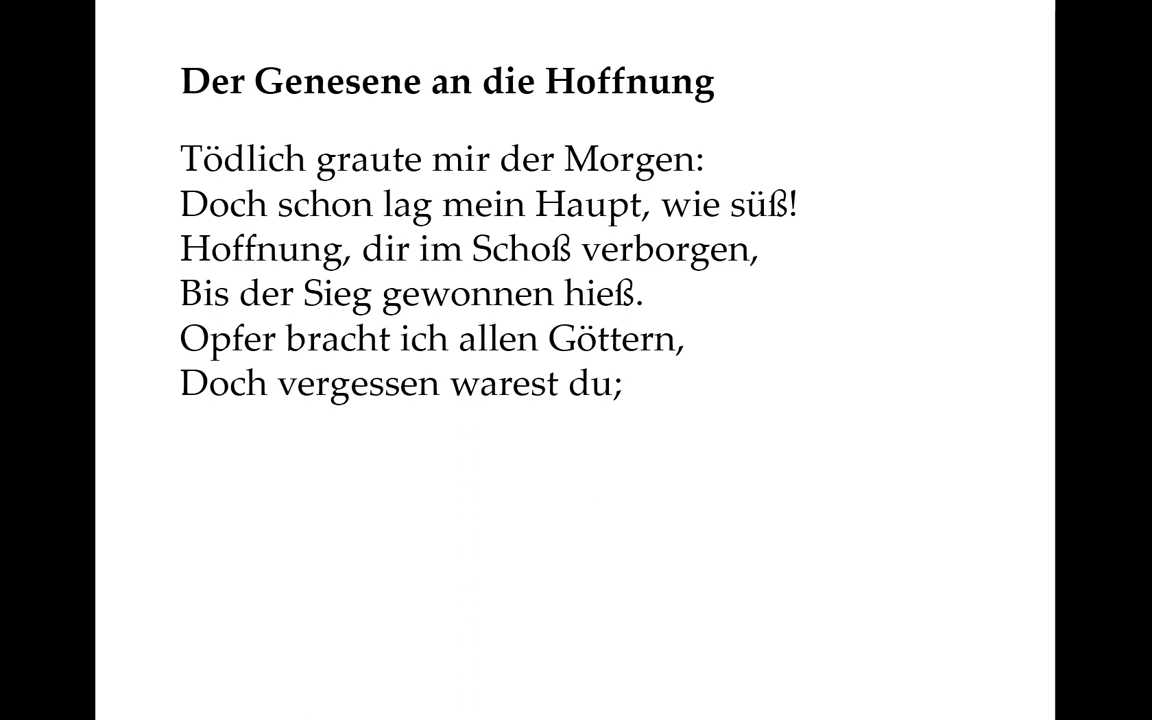 Der Genesene an die Hoffnung
Tödlich graute mir der Morgen:
Doch schon lag mein Haupt, wie süß!
Hoffnung, dir im Schoß verborgen,
Bis der Sieg gewonnen hieß.
Opfer bracht ich allen Göttern,
Doch vergessen warest du;